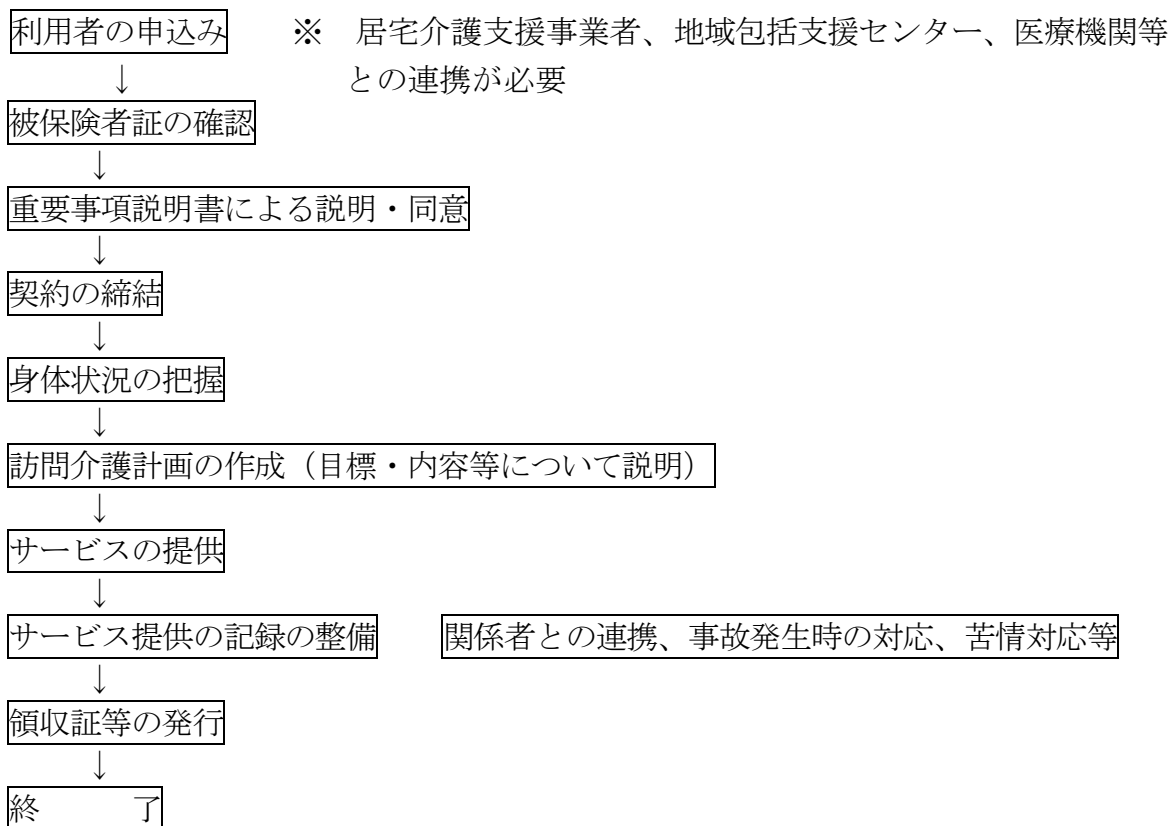 利用者の申込み ※ 居宅介護支援事業者、地域包括支援センター、医療機関等
↓ との連携が必要
被保険者証の確認
↓
重要事項説明書による説明・同意
↓
契約の締結
↓
身体状況の把握
↓
訪問介護計画の作成（目標・内容等について説明）
↓
サービスの提供
↓
サービス提供の記録の整備 関係者との連携、事故発生時の対応、苦情対応等
↓
領収証等の発行
↓
終 了